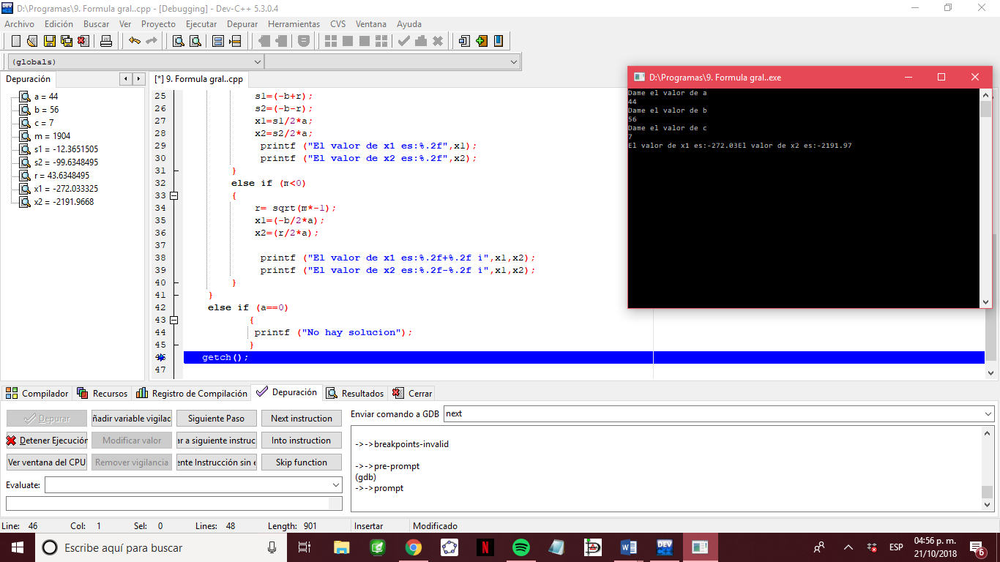 D:\Programas\9. Formula gral..cpp - [Debugging] - Dev-C++ 5.3.0.4
Archivo Edición Buscar Ver Proyecto Ejecutar Depurar Herramientas CVS Ventana Ayuda
(globals)
Depuración
[*] 9. Formula gral..cpp
a = 44
b = 56
c = 7
m = 1904
s1 = -12.3651505
s2 = -99.6348495
r = 43.6348495
x1 = -272.033325
x2 = -2191.9668
25 s1=(-b+r);
26 s2=(-b-r);
27 x1=s1/2*a;
28 x2=s2/2*a;
29 printf ("El valor de x1 es:%.2f",x1);
30 printf ("El valor de x2 es:%.2f",x2);
31 }
32 else if (m<0)
33 {
34 r= sqrt(m*-1);
35 x1=(-b/2*a);
36 x2=(r/2*a);
37
38 printf ("El valor de x1 es:%.2f+%.2f i",x1,x2);
39 printf ("El valor de x2 es:%.2f-%.2f i",x1,x2);
40 }
41 }
42 else if (a==0)
43 {
44 printf ("No hay solucion");
45 }
46 getch();
47
D:\Programas\9. Formula gral..exe
Dame el valor de a
44
Dame el valor de b
56
Dame el valor de c
7
El valor de x1 es:-272.03El valor de x2 es:-2191.97
Compilador Recursos Registro de Compilación Depuración Resultados Cerrar
Depurar ñadir variable vigilac Siguiente Paso Next instruction
Detener Ejecución Modificar valor ar a siguiente instruc Into instruction
Ver ventana del CPU Remover vigilancia ente Instrucción sin e Skip function
Evaluate:
Enviar comando a GDB next
->->breakpoints-invalid
->->pre-prompt
(gdb)
->->prompt
Line: 46 Col: 1 Sel: 0 Lines: 48 Length: 901 Insertar Modificado
Escribe aquí para buscar
ESP
04:56 p. m.
21/10/2018
6